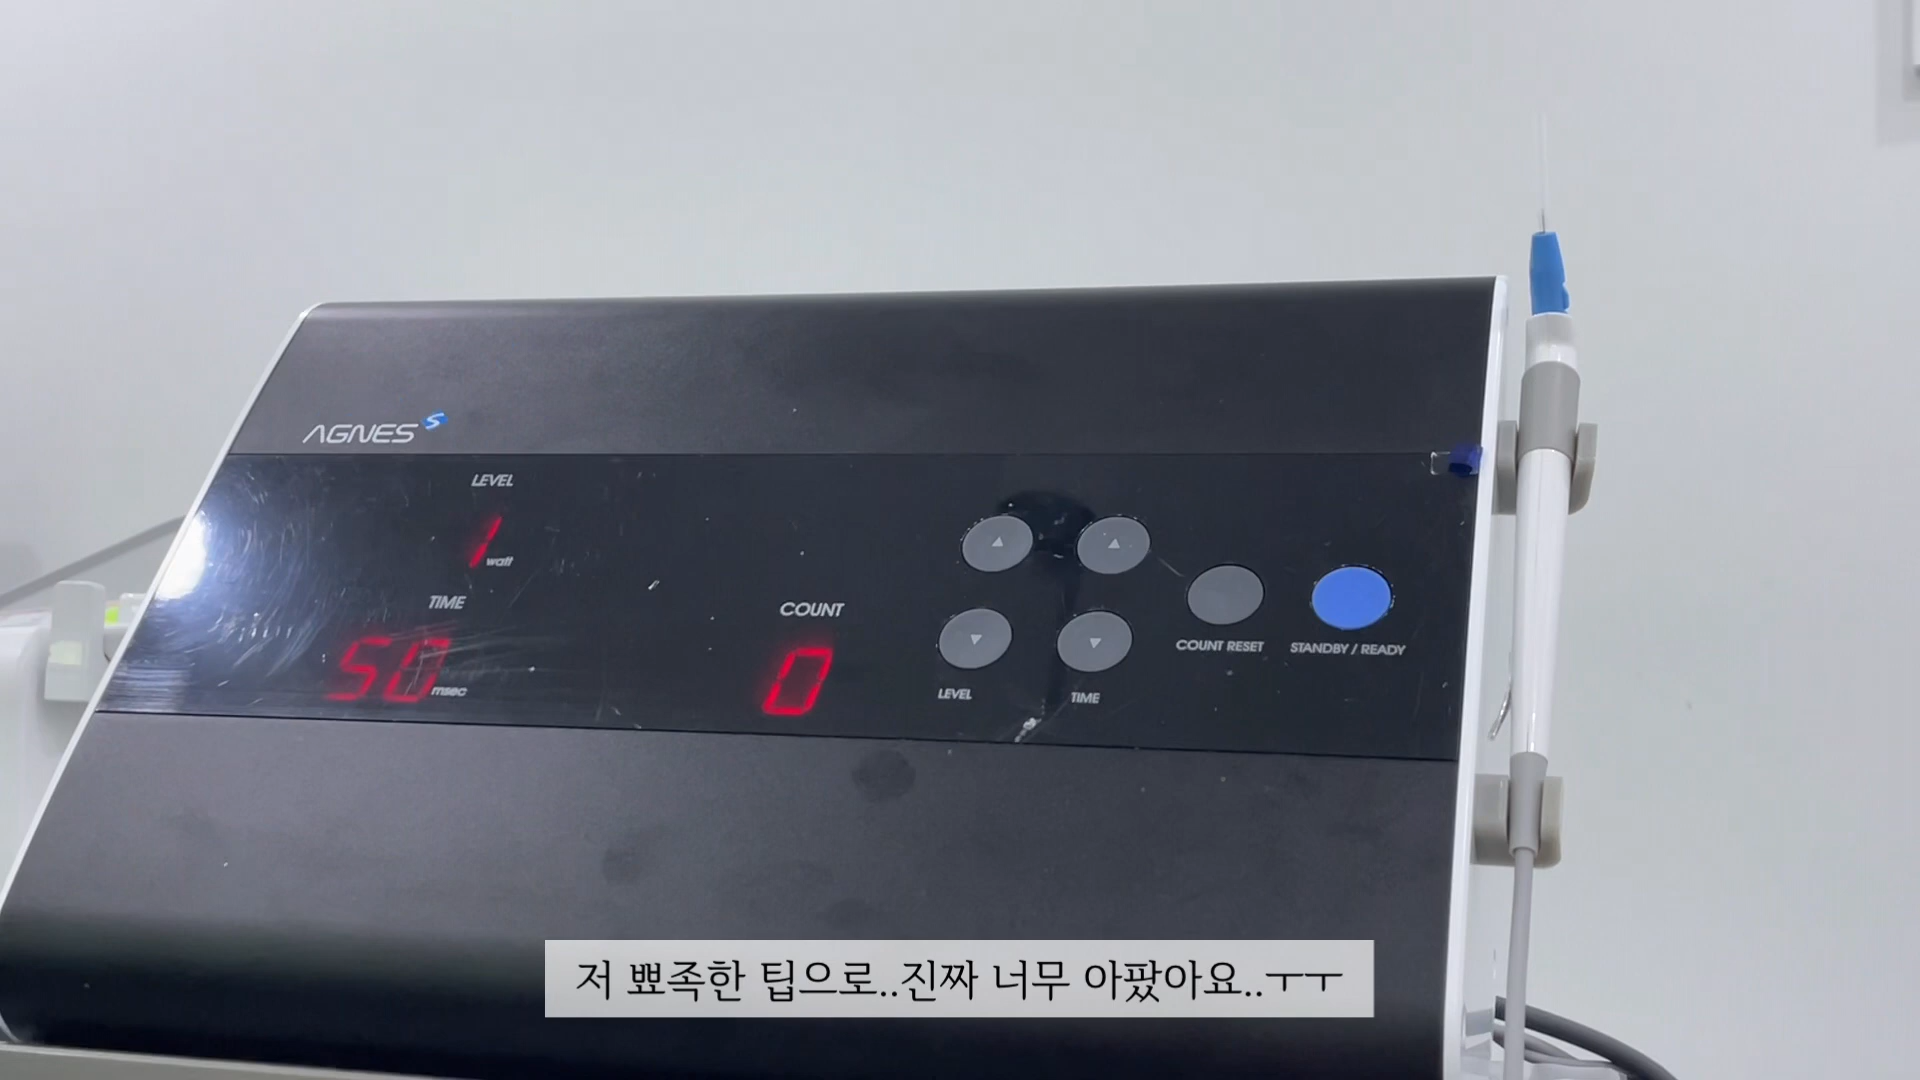 AGNES S
LEVEL
1 watt
TIME
50 msec
COUNT
0
LEVEL
TIME
COUNT RESET
STANDBY / READY
저 뾰족한 팁으로..진짜 너무 아팠아요..ㅜㅜ